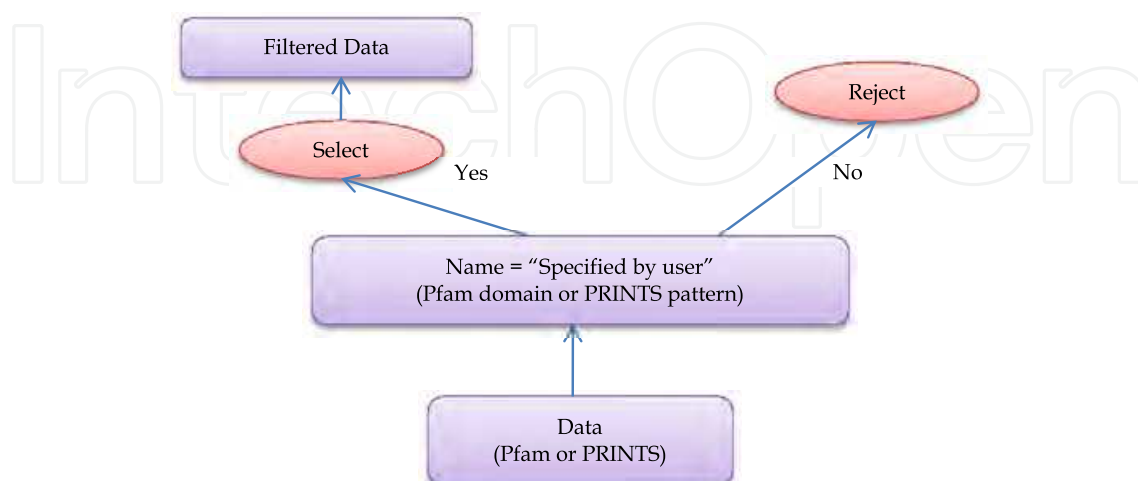 IntechOpen
Filtered Data
Reject
Select
Yes
No
Name = “Specified by user”
(Pfam domain or PRINTS pattern)
Data
(Pfam or PRINTS)